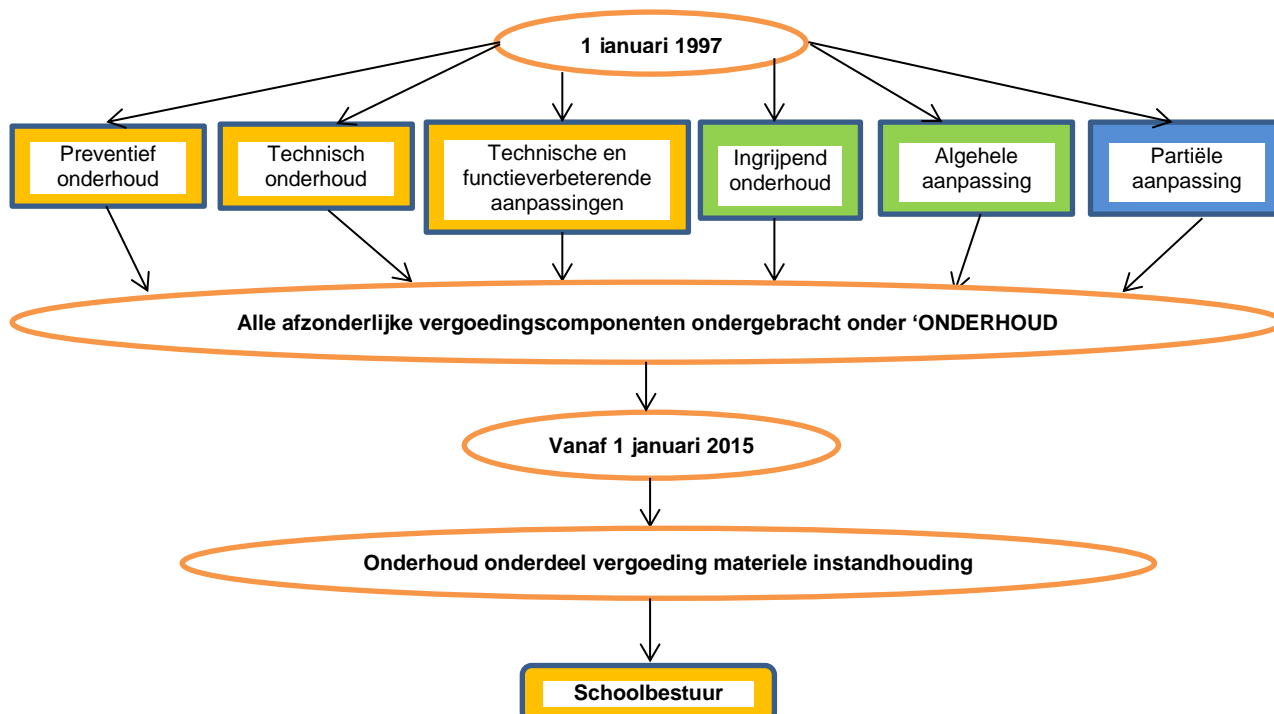 1 ianuari 1997
Preventief
onderhoud
Technisch
onderhoud
Technische en
functieverbeterende
aanpassingen
Ingrijpend
onderhoud
Algehele
aanpassing
Partiële
aanpassing
Alle afzonderlijke vergoedingscomponenten ondergebracht onder ‘ONDERHOUD
Vanaf 1 januari 2015
Onderhoud onderdeel vergoeding materiele instandhouding
Schoolbestuur